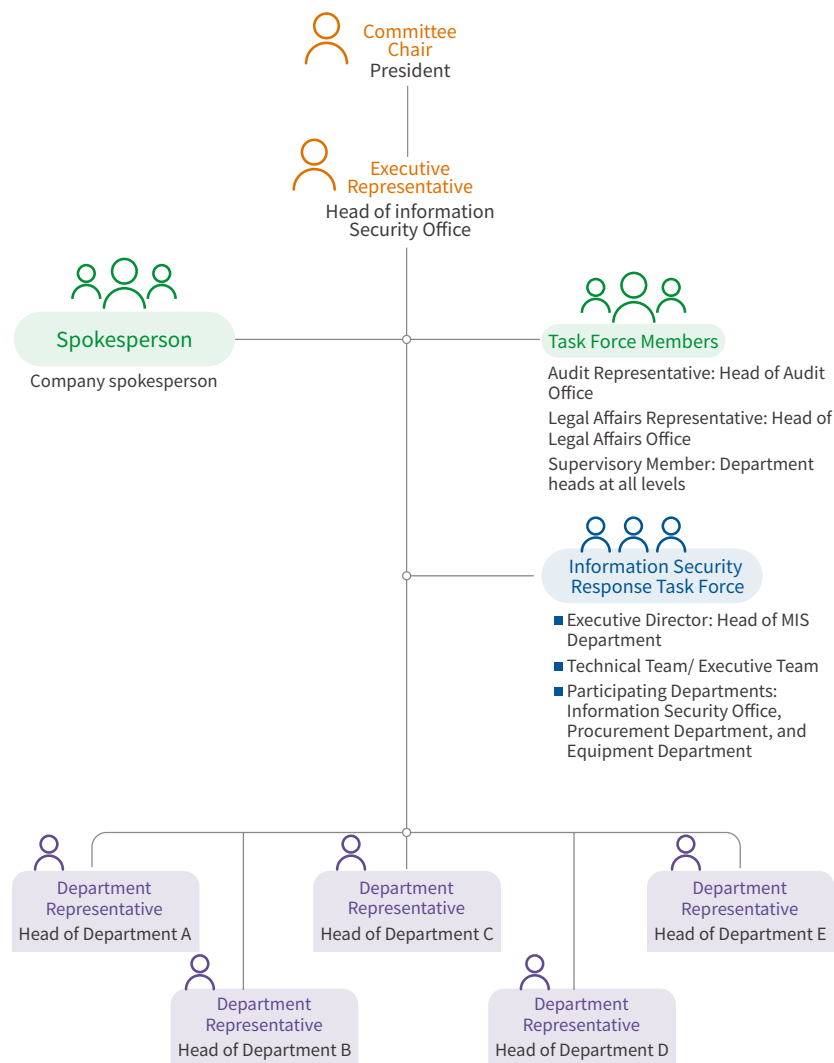 Committee
Chair
President
Executive
Representative
Head of information
Security Office
Spokesperson
Company spokesperson
Task Force Members
Audit Representative: Head of Audit
Office
Legal Affairs Representative: Head of
Legal Affairs Office
Supervisory Member: Department
heads at all levels
Information Security
Response Task Force
Executive Director: Head of MIS
Department
Technical Team/ Executive Team
Participating Departments:
Information Security Office,
Procurement Department, and
Equipment Department
Department
Representative
Head of Department A
Department
Representative
Head of Department B
Department
Representative
Head of Department C
Department
Representative
Head of Department D
Department
Representative
Head of Department E